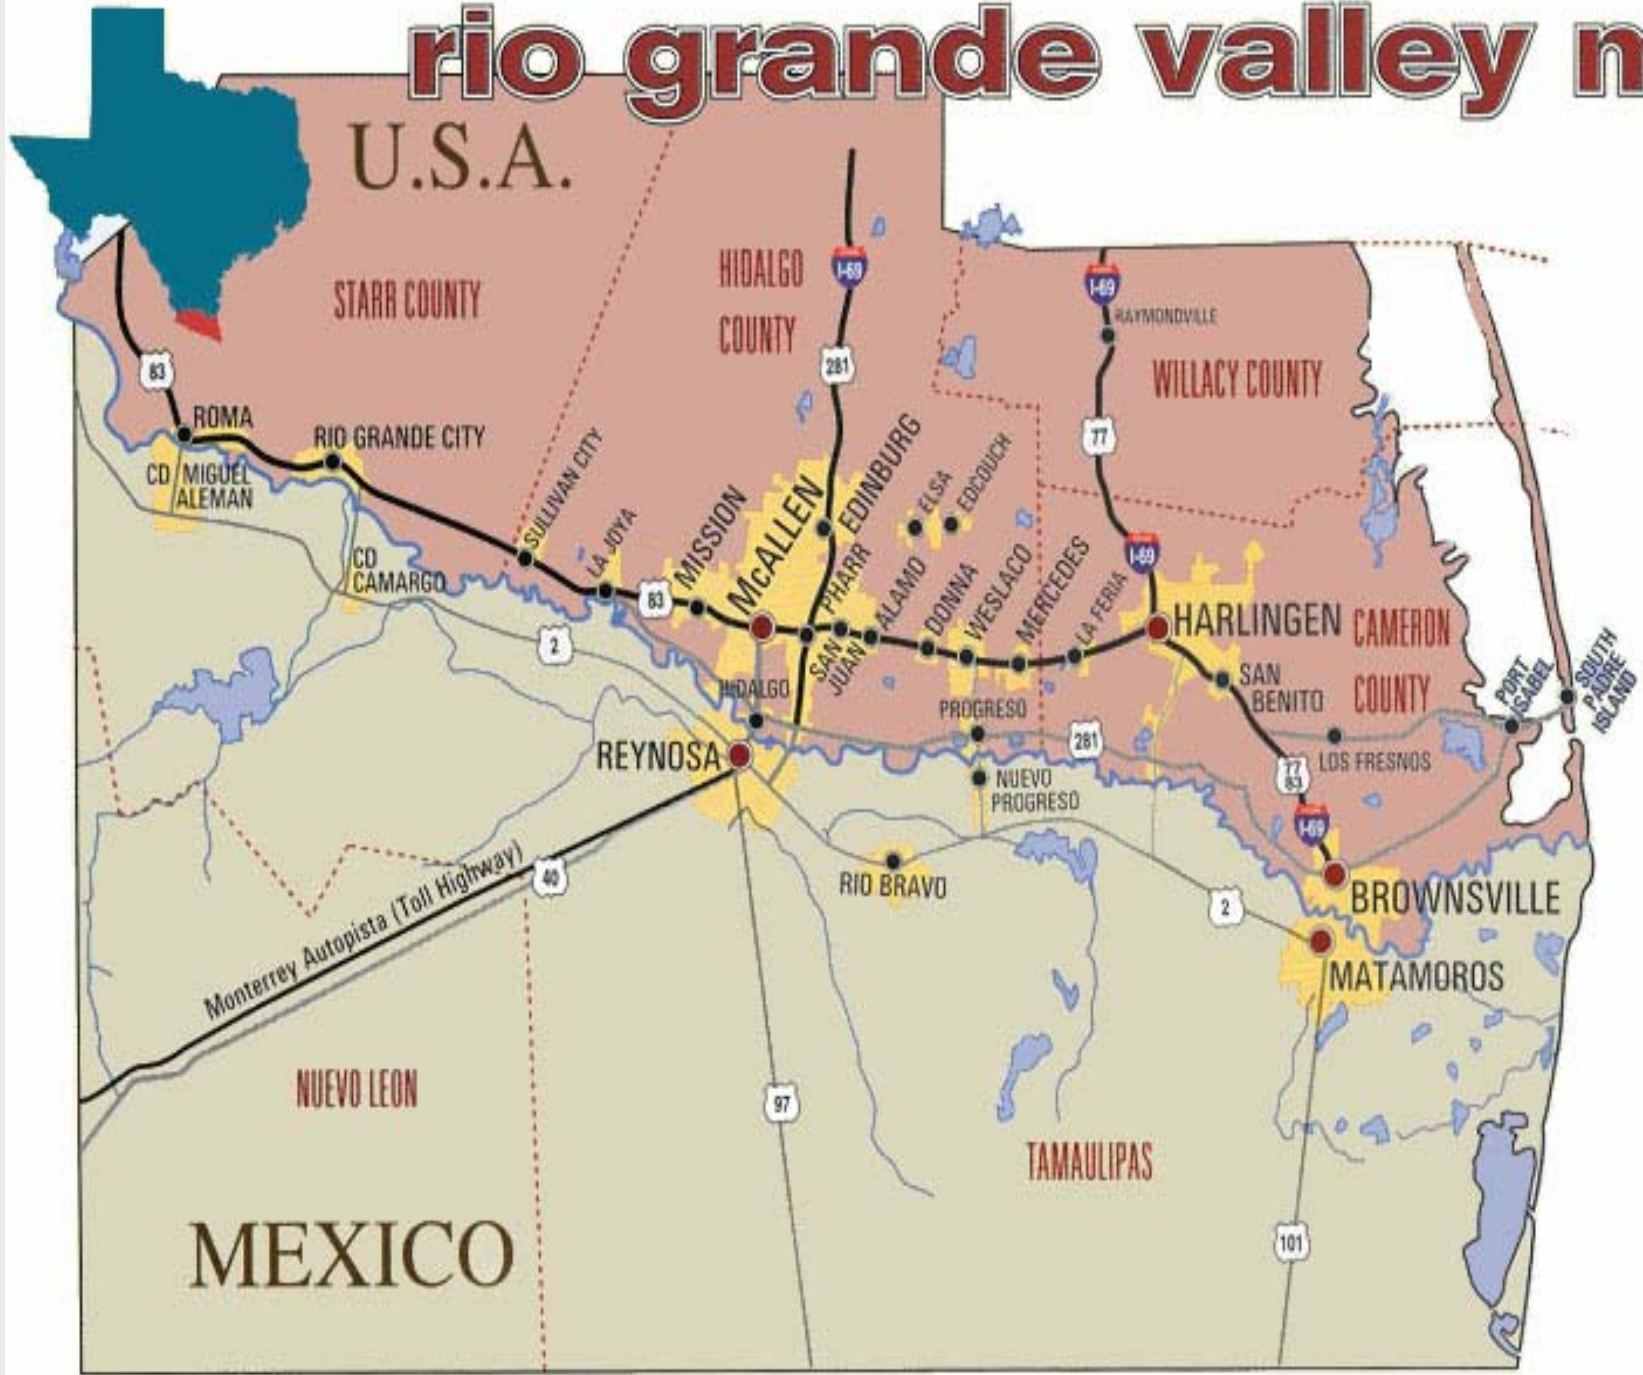 rio grande valley
U.S.A.
STARR COUNTY
HIDALGO
COUNTY
I-69
I-69
RAYMONDVILLE
WILLACY COUNTY
83
281
77
ROMA
RIO GRANDE CITY
CD MIGUEL
ALEMAN
SULLIVAN CITY
LA JOYA
MISSION
McALLEN
EDINBURG
ELSA
EDCOUCH
CD
CAMARGO
83
PHARR
SAN
JUAN
ALAMO
DONNA
WESLACO
MERCEDES
LA FERIA
I-69
HARLINGEN
CAMERON
COUNTY
SAN
BENITO
PORT
ISABEL
SOUTH
PADRE
ISLAND
2
HIDALGO
PROGRESO
281
LOS FRESNOS
REYNOSA
NUEVO
PROGRESO
77
83
I-69
RIO BRAVO
40
Monterrey Autopista (Toll Highway)
2
BROWNSVILLE
MATAMOROS
NUEVO LEON
97
TAMAULIPAS
MEXICO
101